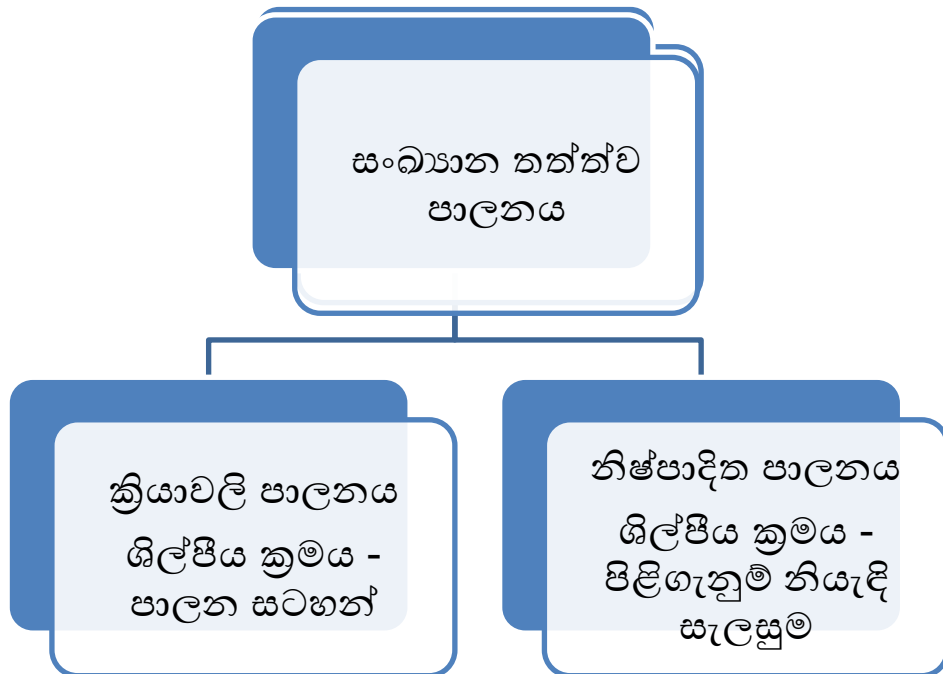 සංඛ්‍යාන තත්ත්ව
පාලනය
ක්‍රියාවලි පාලනය
ශිල්පීය ක්‍රමය -
පාලන සටහන්
නිෂ්පාදිත පාලනය
ශිල්පීය ක්‍රමය -
පිළිගැනුම් නියැඳි
සැලසුම